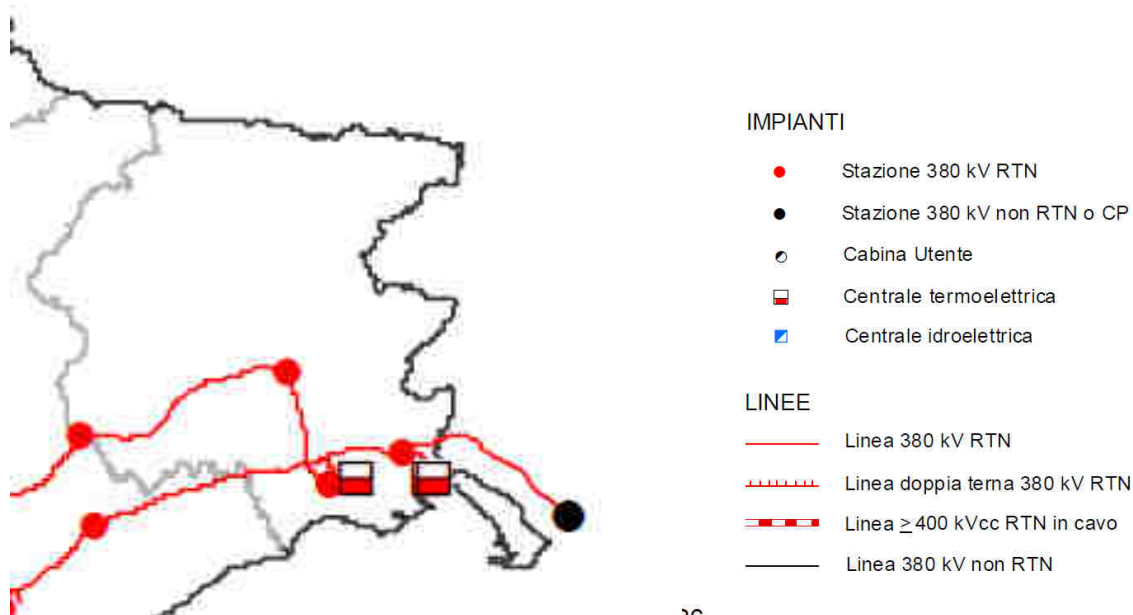 IMPIANTI
Stazione 380 kV RTN
Stazione 380 kV non RTN o CP
Cabina Utente
Centrale termoelettrica
Centrale idroelettrica
LINEE
Linea 380 kV RTN
Linea doppia terna 380 kV RTN
Linea ≥ 400 kVcc RTN in cavo
Linea 380 kV non RTN